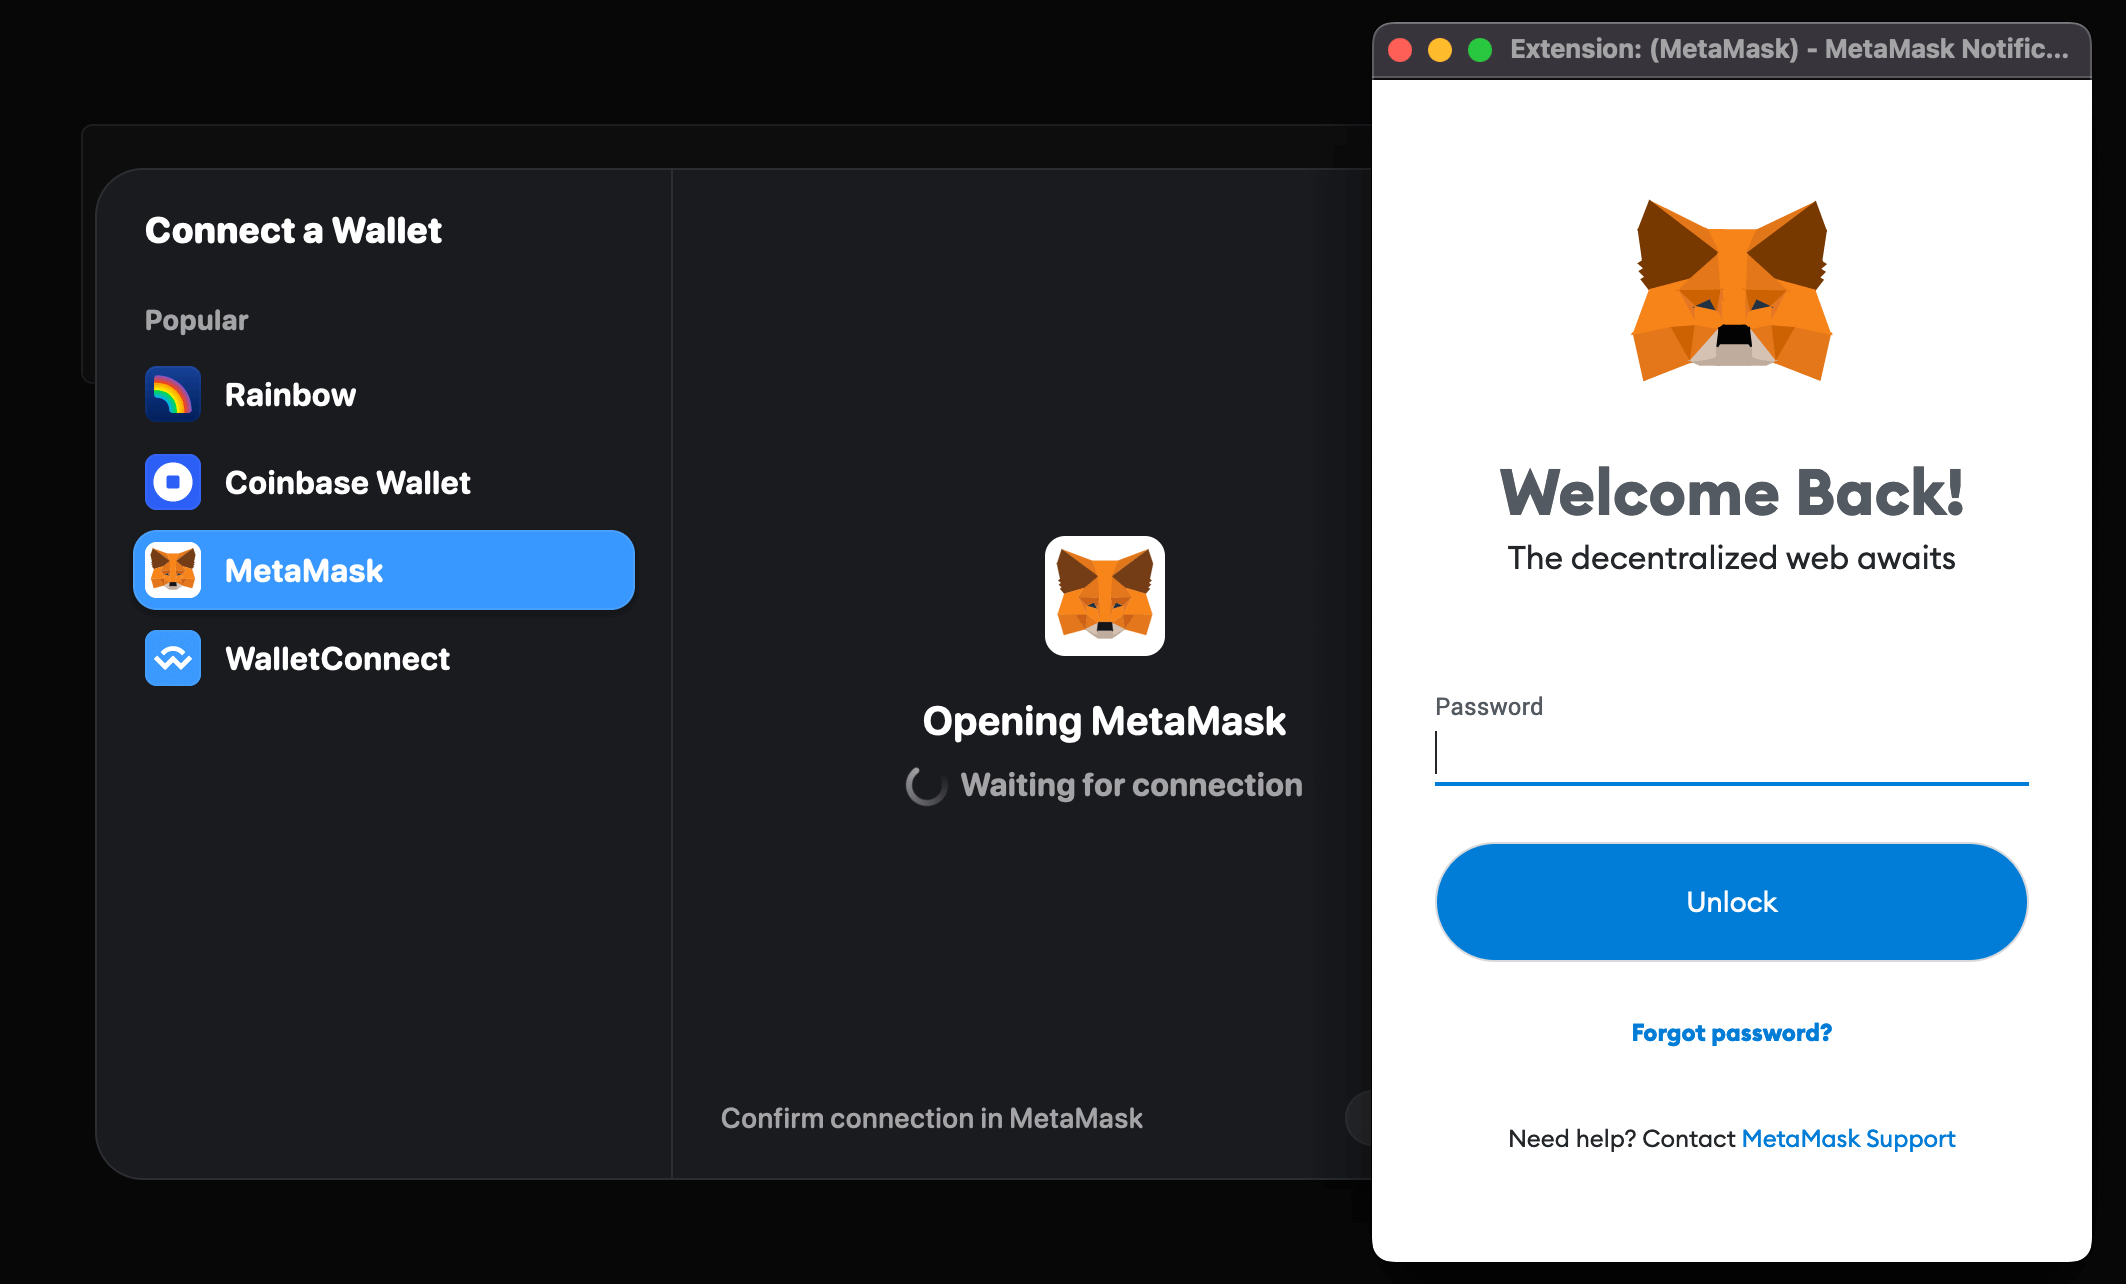 Connect a Wallet
Popular
Rainbow
Coinbase Wallet
MetaMask
WalletConnect
Opening MetaMask
Waiting for connection
Confirm connection in MetaMask
Extension: (MetaMask) - MetaMask Notific...
Welcome Back!
The decentralized web awaits
Password
Unlock
Forgot password?
Need help? Contact MetaMask Support